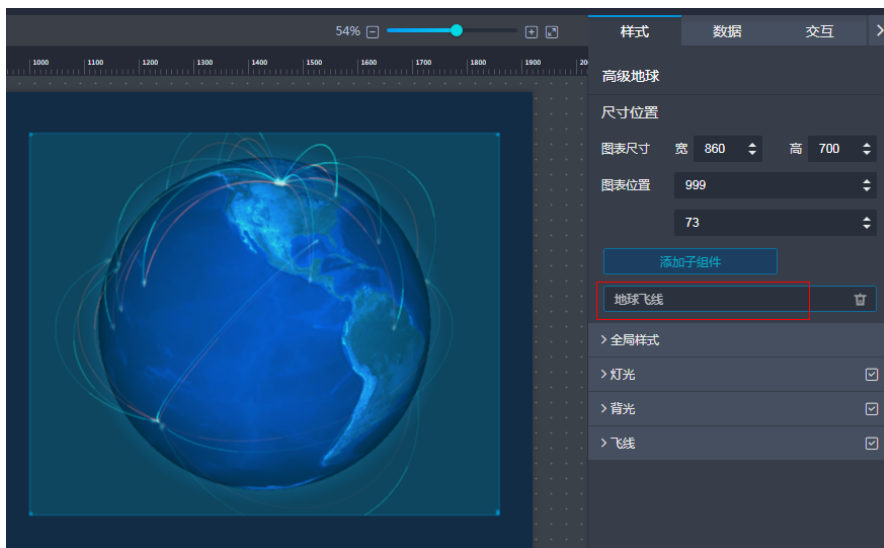 54%
样式 数据 交互
1000 1100 1200 1300 1400 1500 1600 1700 1800 1900 20
高级地球
尺寸位置
图表尺寸 宽 860 高 700
图表位置 999
73
添加子组件
地球飞线
全局样式
灯光
背光
飞线